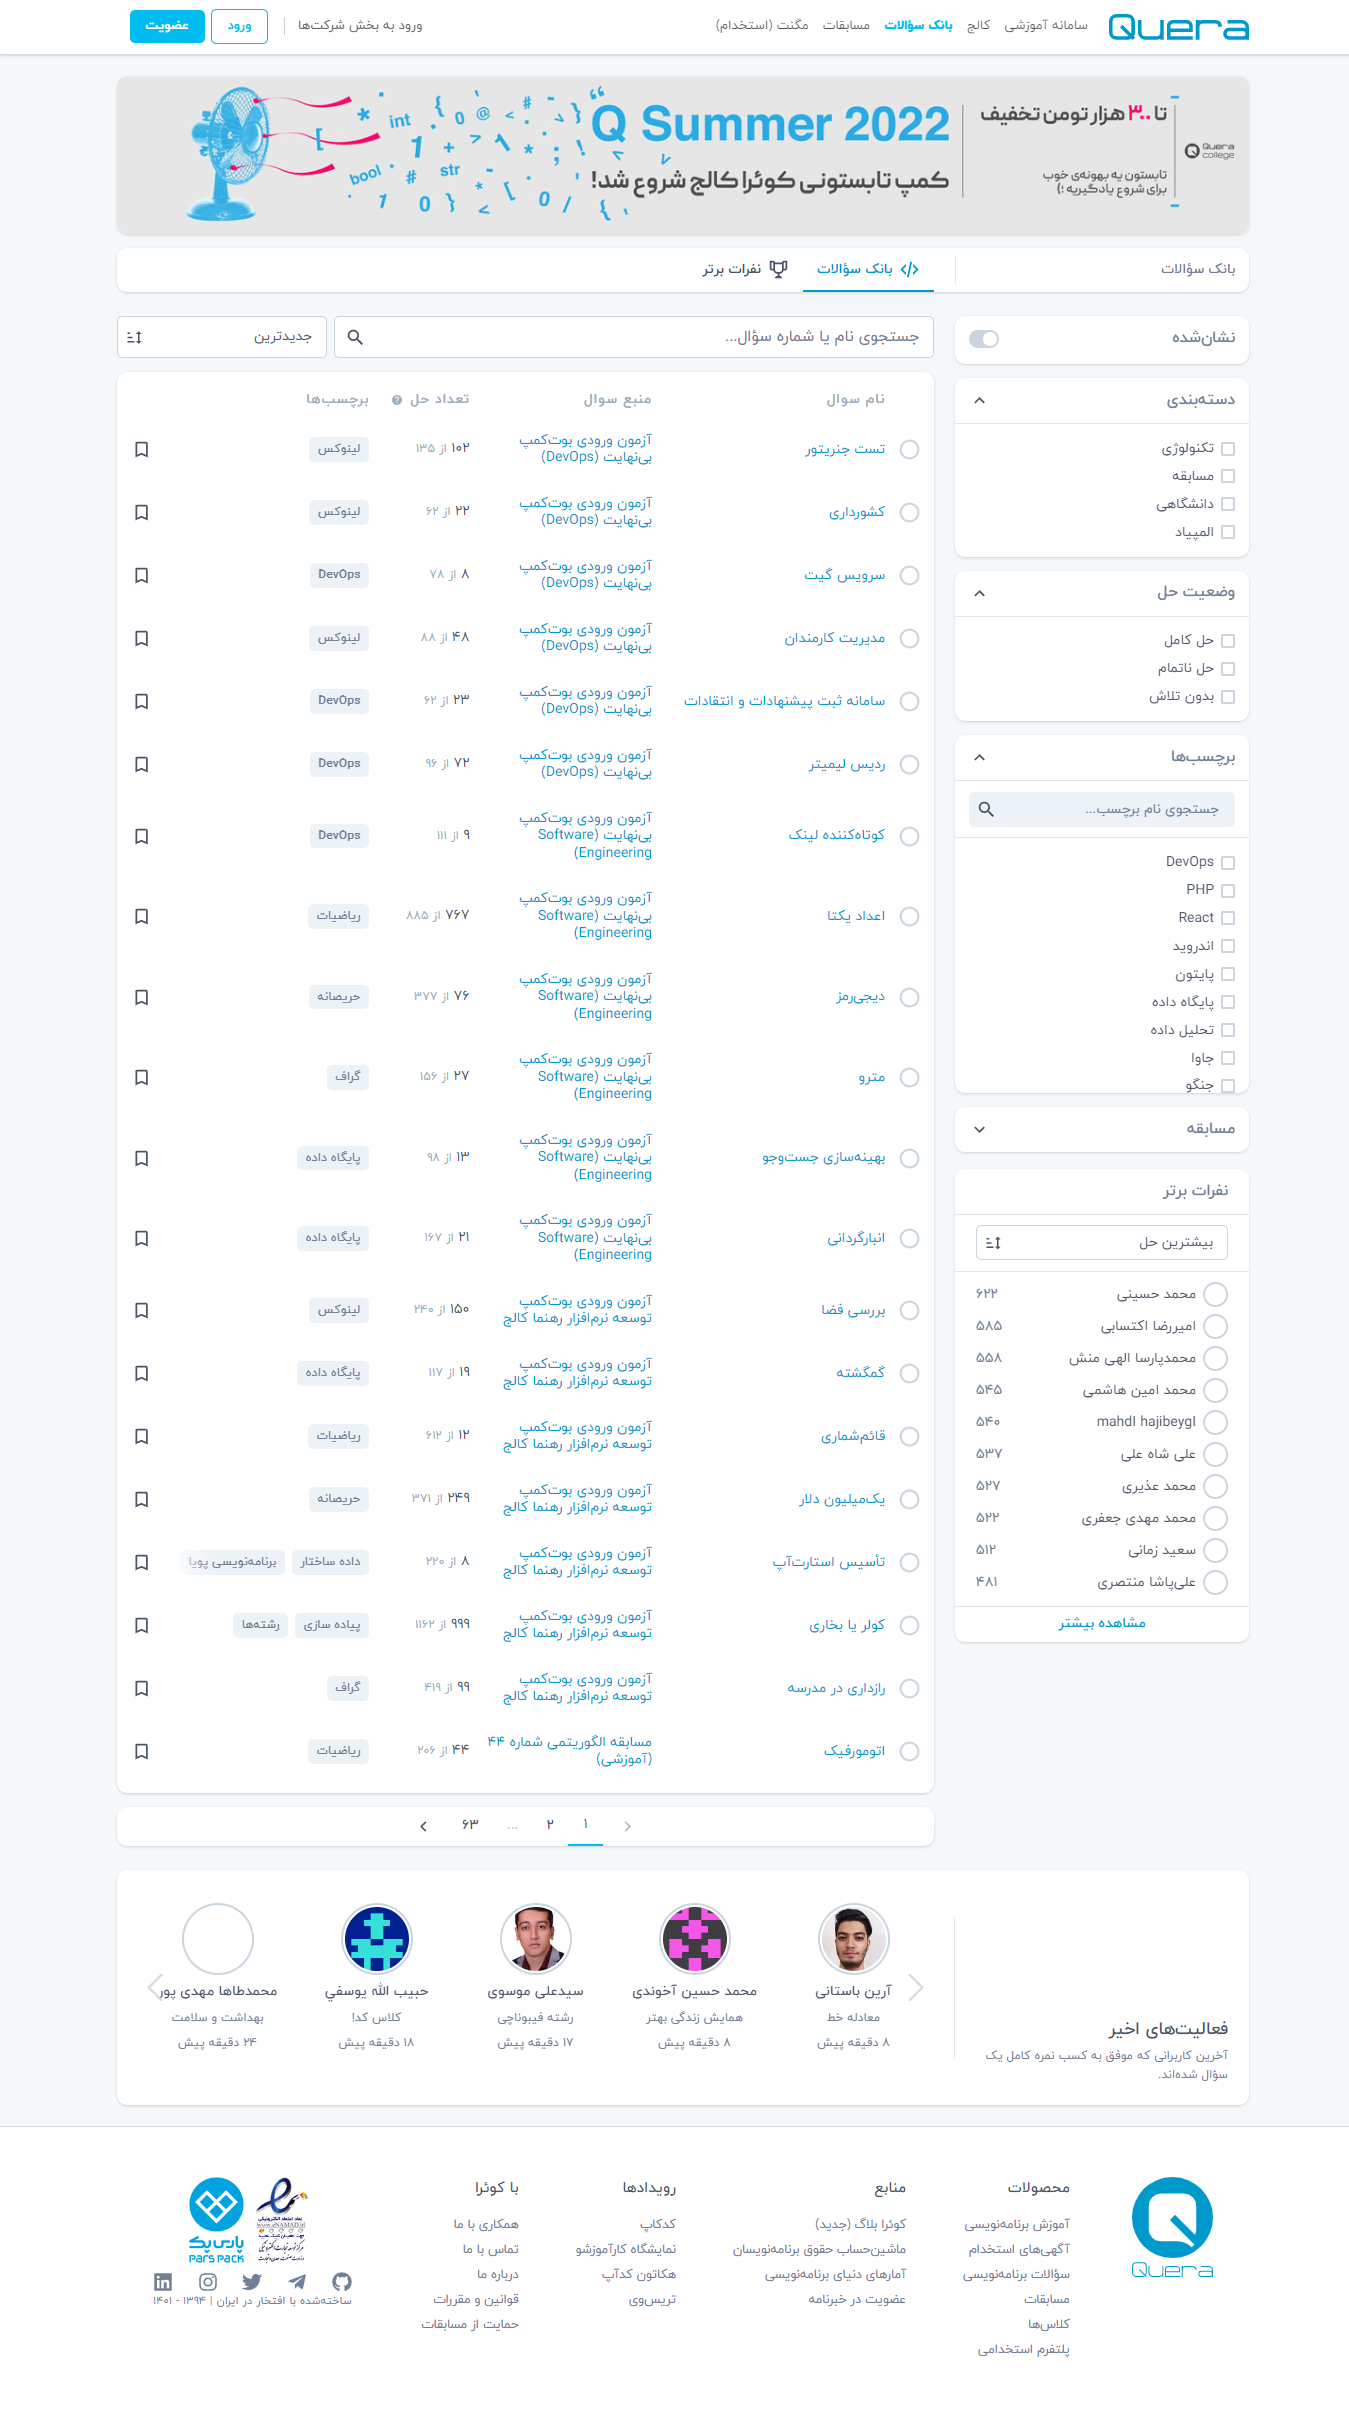 Quera
سامانه آموزشی
کالج
بانک سؤالات
مسابقات
مگنت (استخدام)
ورود به بخش شرکت‌ها
ورود
عضویت
Quera college
تا ۳۰۰ هزار تومن تخفیف
تابستون یه بهونه‌ی خوب
برای شروع یادگیریه ;)
Q Summer 2022
کمپ تابستونی کوئرا کالج شروع شد!
int
bool
str
بانک سؤالات
بانک سؤالات
نفرات برتر
نشان‌شده
دسته‌بندی
تکنولوژی
مسابقه
دانشگاهی
المپیاد
وضعیت حل
حل کامل
حل ناتمام
بدون تلاش
برچسب‌ها
جستجوی نام برچسب...
DevOps
PHP
React
اندروید
پایتون
پایگاه داده
تحلیل داده
جاوا
جنگو
مسابقه
نفرات برتر
بیشترین حل
محمد حسینی ۶۲۲
امیررضا اکتسابی ۵۸۵
محمدپارسا الهی منش ۵۵۸
محمد امین هاشمی ۵۴۵
mahdI hajibeygI ۵۴۰
علی شاه علی ۵۳۷
محمد عذیری ۵۲۷
محمد مهدی جعفری ۵۲۲
سعید زمانی ۵۱۲
علی‌پاشا منتصری ۴۸۱
مشاهده بیشتر
جستجوی نام یا شماره سؤال...
جدیدترین
نام سوال منبع سوال تعداد حل برچسب‌ها
تست جنریتور آزمون ورودی بوت‌کمپ بی‌نهایت (DevOps) ۱۰۲ از ۱۳۵ لینوکس
کشورداری آزمون ورودی بوت‌کمپ بی‌نهایت (DevOps) ۲۲ از ۶۲ لینوکس
سرویس گیت آزمون ورودی بوت‌کمپ بی‌نهایت (DevOps) ۸ از ۷۸ DevOps
مدیریت کارمندان آزمون ورودی بوت‌کمپ بی‌نهایت (DevOps) ۴۸ از ۸۸ لینوکس
سامانه ثبت پیشنهادات و انتقادات آزمون ورودی بوت‌کمپ بی‌نهایت (DevOps) ۲۳ از ۶۲ DevOps
ردیس لیمیتر آزمون ورودی بوت‌کمپ بی‌نهایت (DevOps) ۷۲ از ۹۶ DevOps
کوتاه‌کننده لینک آزمون ورودی بوت‌کمپ بی‌نهایت (Software Engineering) ۹ از ۱۱۱ DevOps
اعداد یکتا آزمون ورودی بوت‌کمپ بی‌نهایت (Software Engineering) ۷۶۷ از ۸۸۵ ریاضیات
دیجی‌رمز آزمون ورودی بوت‌کمپ بی‌نهایت (Software Engineering) ۷۶ از ۳۷۷ حریصانه
مترو آزمون ورودی بوت‌کمپ بی‌نهایت (Software Engineering) ۲۷ از ۱۵۶ گراف
بهینه‌سازی جست‌وجو آزمون ورودی بوت‌کمپ بی‌نهایت (Software Engineering) ۱۳ از ۹۸ پایگاه داده
انبارگردانی آزمون ورودی بوت‌کمپ بی‌نهایت (Software Engineering) ۲۱ از ۱۶۷ پایگاه داده
بررسی فضا آزمون ورودی بوت‌کمپ توسعه نرم‌افزار رهنما کالج ۱۵۰ از ۲۴۰ لینوکس
گمگشته آزمون ورودی بوت‌کمپ توسعه نرم‌افزار رهنما کالج ۱۹ از ۱۱۷ پایگاه داده
قائم‌شماری آزمون ورودی بوت‌کمپ توسعه نرم‌افزار رهنما کالج ۱۲ از ۶۱۲ ریاضیات
یک‌میلیون دلار آزمون ورودی بوت‌کمپ توسعه نرم‌افزار رهنما کالج ۲۴۹ از ۳۷۱ حریصانه
تأسیس استارت‌آپ آزمون ورودی بوت‌کمپ توسعه نرم‌افزار رهنما کالج ۸ از ۲۲۰ داده ساختار برنامه‌نویسی پویا
کولر یا بخاری آزمون ورودی بوت‌کمپ توسعه نرم‌افزار رهنما کالج ۹۹۹ از ۱۱۶۲ پیاده سازی رشته‌ها
رازداری در مدرسه آزمون ورودی بوت‌کمپ توسعه نرم‌افزار رهنما کالج ۹۹ از ۴۱۹ گراف
اتومورفیک مسابقه الگوریتمی شماره ۴۴ (آموزشی) ۴۴ از ۲۰۶ ریاضیات
۱ ۲ ... ۶۳
فعالیت‌های اخیر
آخرین کاربرانی که موفق به کسب نمره کامل یک
سؤال شده‌اند.
آرین باستانی
معادله خط
۸ دقیقه پیش
محمد حسین آخوندی
همایش زندگی بهتر
۸ دقیقه پیش
سیدعلی موسوی
رشته فیبوناچی
۱۷ دقیقه پیش
حبیب الله یوسفي
کلاس کد!
۱۸ دقیقه پیش
محمدطاها مهدی پور
بهداشت و سلامت
۲۴ دقیقه پیش
Quera
محصولات
آموزش برنامه‌نویسی
آگهی‌های استخدام
سؤالات برنامه‌نویسی
مسابقات
کلاس‌ها
پلتفرم استخدامی
منابع
کوئرا بلاگ (جدید)
ماشین‌حساب حقوق برنامه‌نویسان
آمارهای دنیای برنامه‌نویسی
عضویت در خبرنامه
رویدادها
کدکاپ
نمایشگاه کارآموزشو
هکاتون کدآپ
تریس‌وی
با کوئرا
همکاری با ما
تماس با ما
درباره ما
قوانین و مقررات
حمایت از مسابقات
نماد اعتماد الکترونیکی
www.eNAMAD.ir
پارس‌پک
Pars Pack
ساخته‌شده با افتخار در ایران | ۱۳۹۴ - ۱۴۰۱